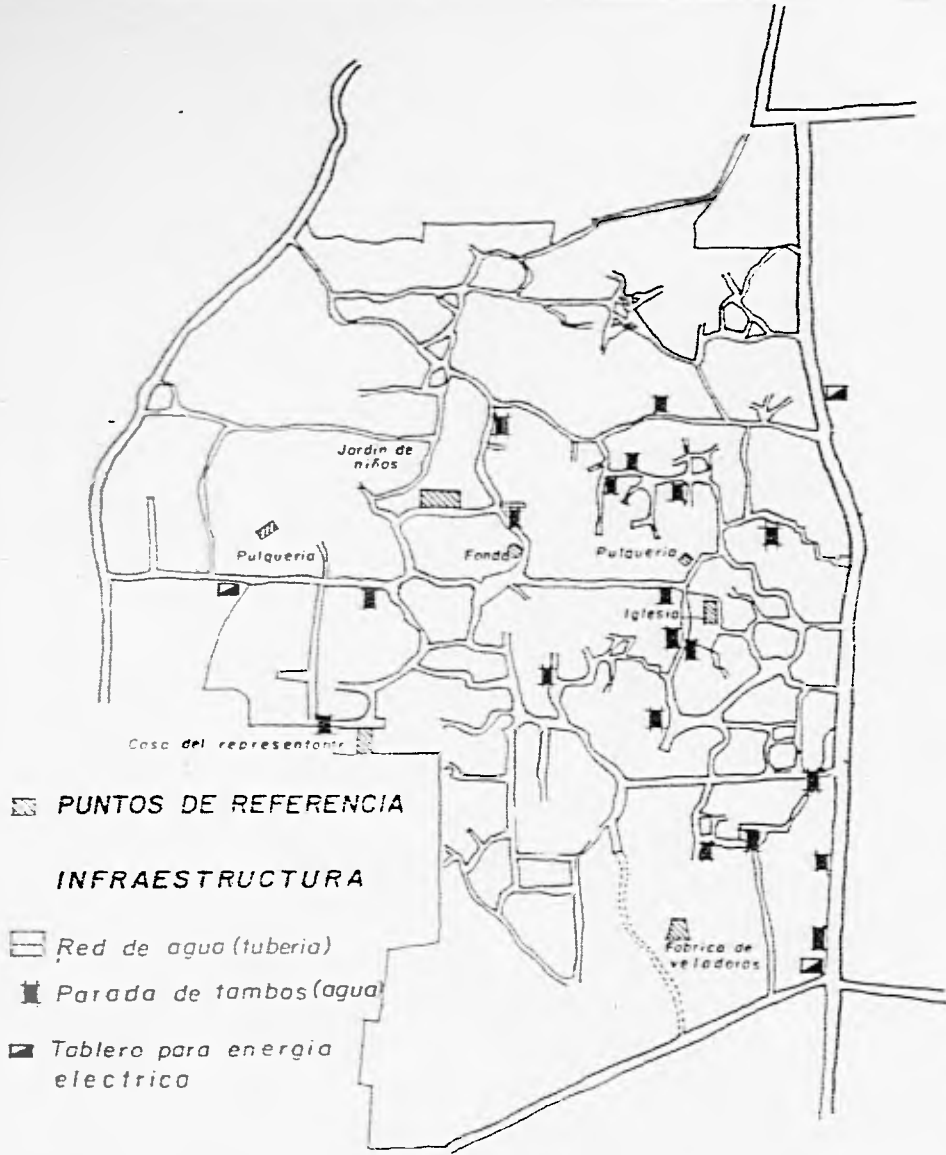 Jardin de
niños
Pulqueria
Fonda
Pulqueria
Iglesia
Casa del representante
PUNTOS DE REFERENCIA
INFRAESTRUCTURA
Red de agua (tuberia)
Parada de tambos (agua)
Tablero para energia
electrica
Fabrica de
veladoras